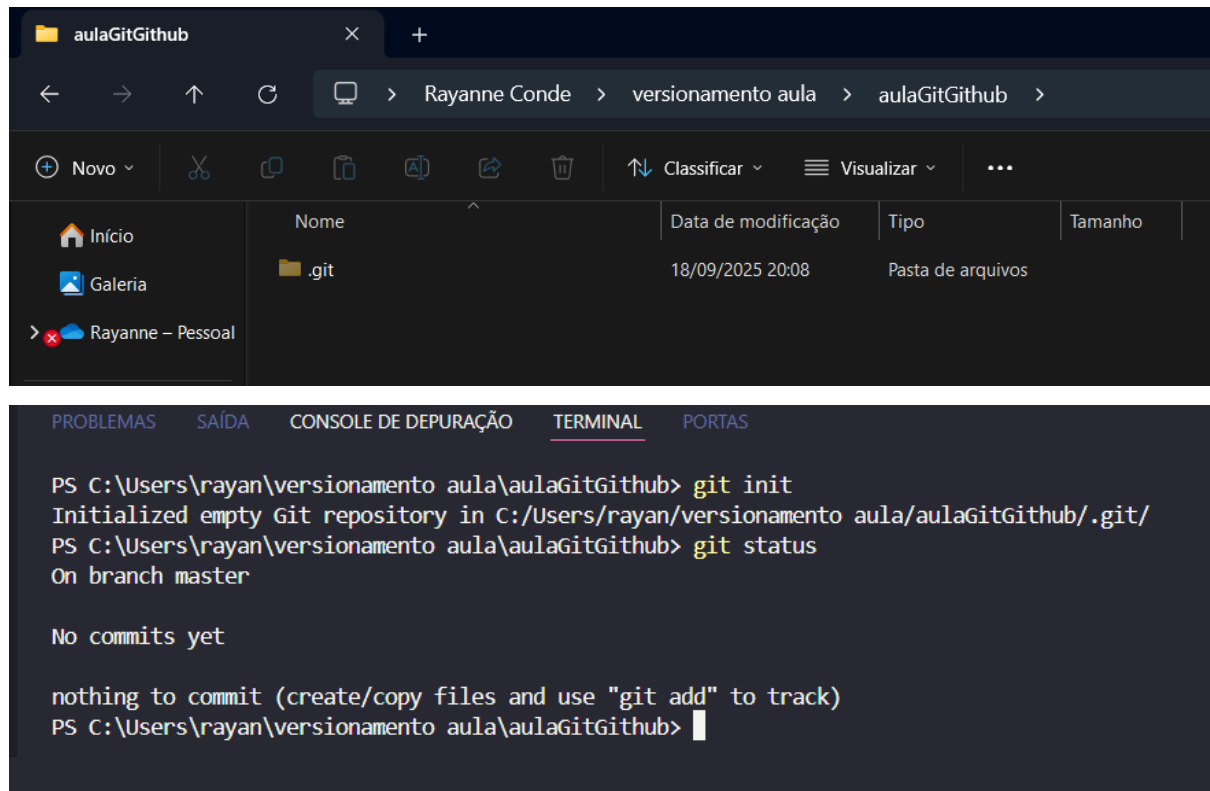 aulaGitGithub
Rayanne Conde > versionamento aula > aulaGitGithub >
Novo Classificar Visualizar
Nome Data de modificação Tipo Tamanho
Início
Galeria
Rayanne – Pessoal
.git 18/09/2025 20:08 Pasta de arquivos
PROBLEMAS SAÍDA CONSOLE DE DEPURAÇÃO TERMINAL PORTAS
PS C:\Users\rayan\versionamento aula\aulaGitGithub> git init
Initialized empty Git repository in C:/Users/rayan/versionamento aula/aulaGitGithub/.git/
PS C:\Users\rayan\versionamento aula\aulaGitGithub> git status
On branch master
No commits yet
nothing to commit (create/copy files and use "git add" to track)
PS C:\Users\rayan\versionamento aula\aulaGitGithub>